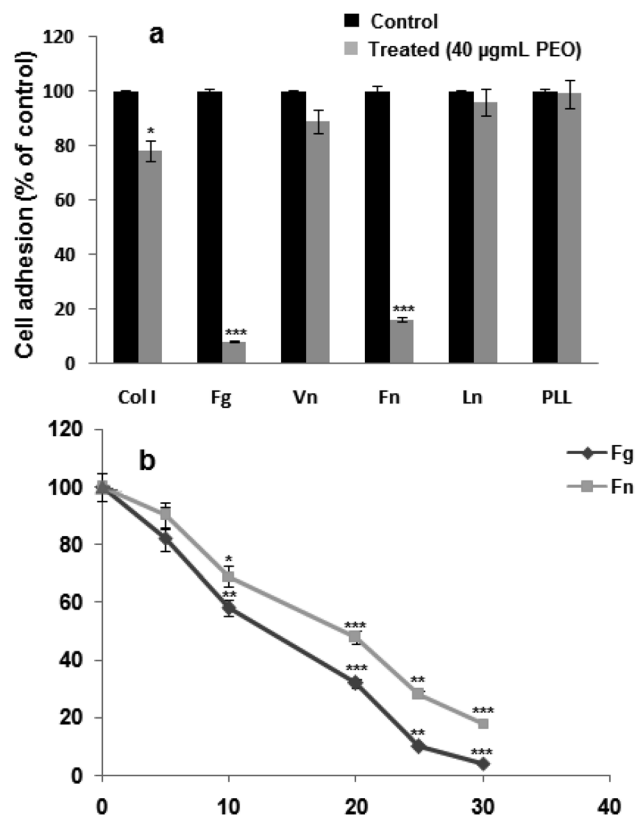 a
Control
Treated (40 µgmL PEO)
Cell adhesion (% of control)
120
100
80
60
40
20
0
*
***
***
Col I Fg Vn Fn Ln PLL
b
Fg
Fn
120
100
80
60
40
20
0
*
**
***
***
**
**
***
***
0 10 20 30 40